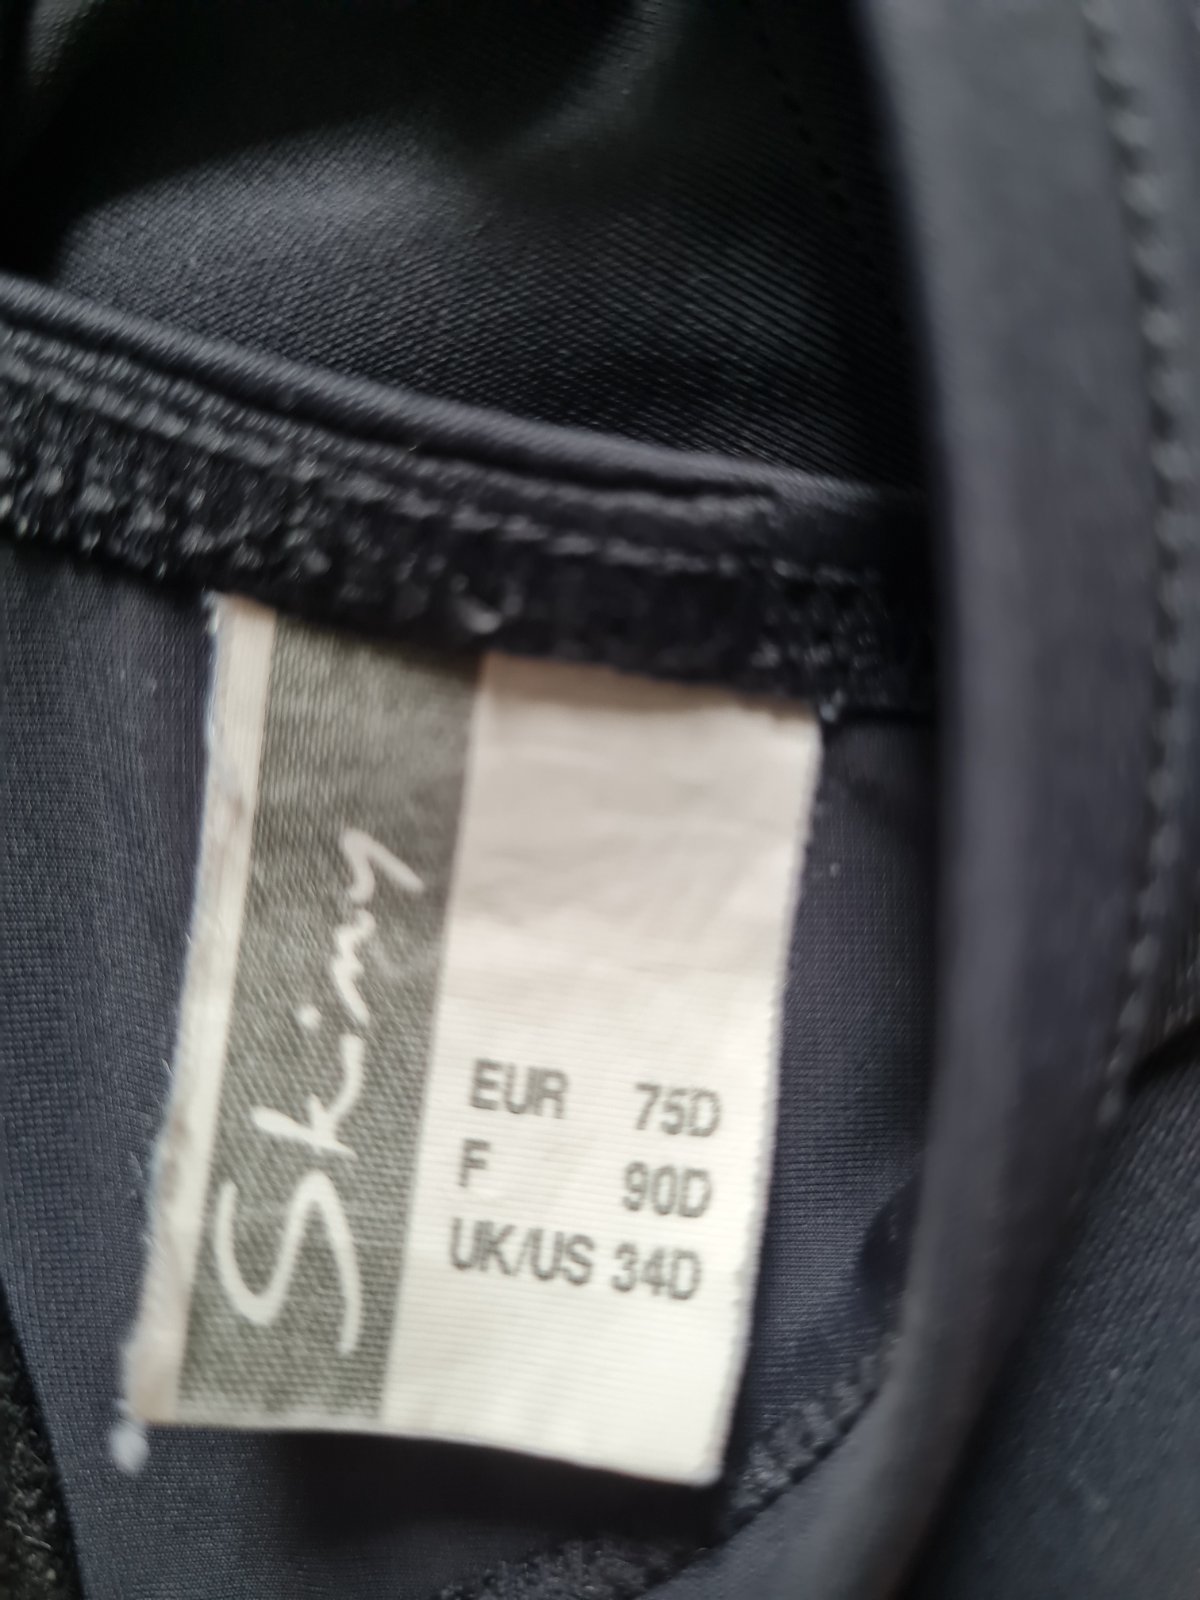 Skiny
EUR 75D
F 90D
UK/US 34D